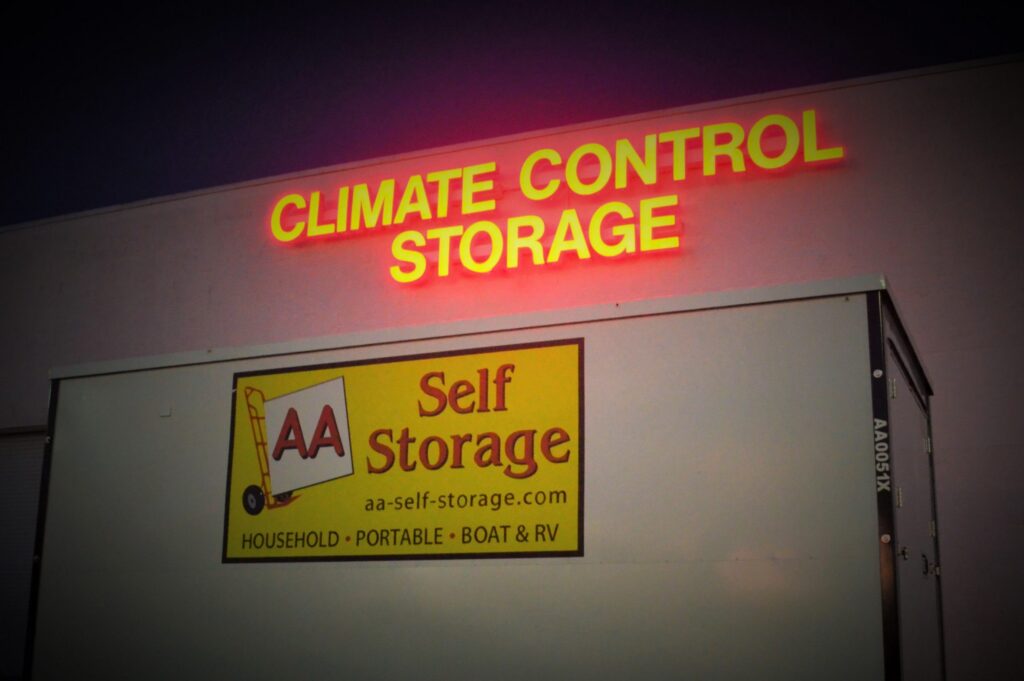 CLIMATE CONTROL
STORAGE
AA
Self
Storage
aa-self-storage.com
HOUSEHOLD • PORTABLE • BOAT & RV
AA0051X